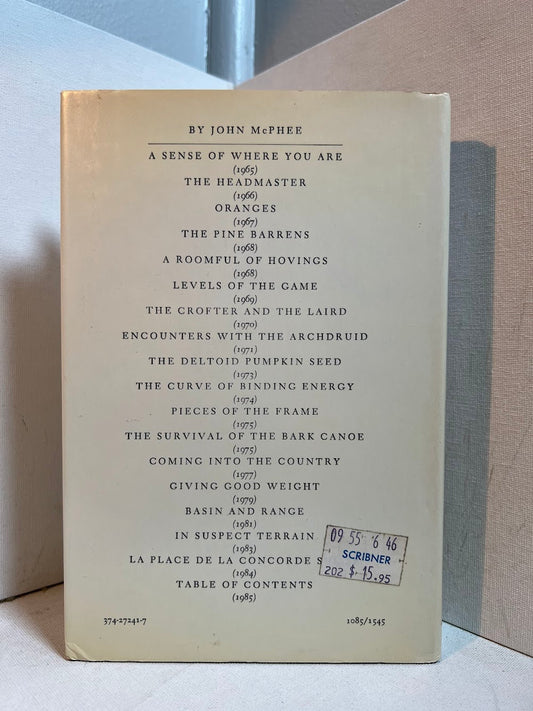 BY JOHN McPHEE
A SENSE OF WHERE YOU ARE
(1965)
THE HEADMASTER
(1966)
ORANGES
(1967)
THE PINE BARRENS
(1968)
A ROOMFUL OF HOVINGS
(1968)
LEVELS OF THE GAME
(1969)
THE CROFTER AND THE LAIRD
(1970)
ENCOUNTERS WITH THE ARCHDRUID
(1971)
THE DELTOID PUMPKIN SEED
(1973)
THE CURVE OF BINDING ENERGY
(1974)
PIECES OF THE FRAME
(1975)
THE SURVIVAL OF THE BARK CANOE
(1975)
COMING INTO THE COUNTRY
(1977)
GIVING GOOD WEIGHT
(1979)
BASIN AND RANGE
(1981)
IN SUSPECT TERRAIN
(1983)
LA PLACE DE LA CONCORDE S
(1984)
TABLE OF CONTENTS
(1985)
09 55 6 46
SCRIBNER
202 $ 15.95
374-27241-7
1085/1545